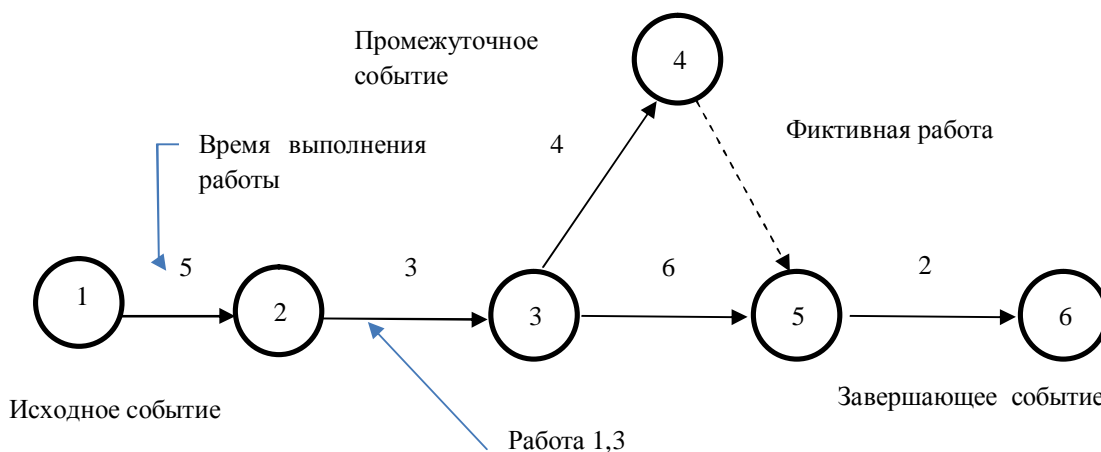 Промежуточное
событие
4
Фиктивная работа
Время выполнения
работы
4
5
3
6
2
1
2
3
5
6
Исходное событие
Завершающее событие
Работа 1,3